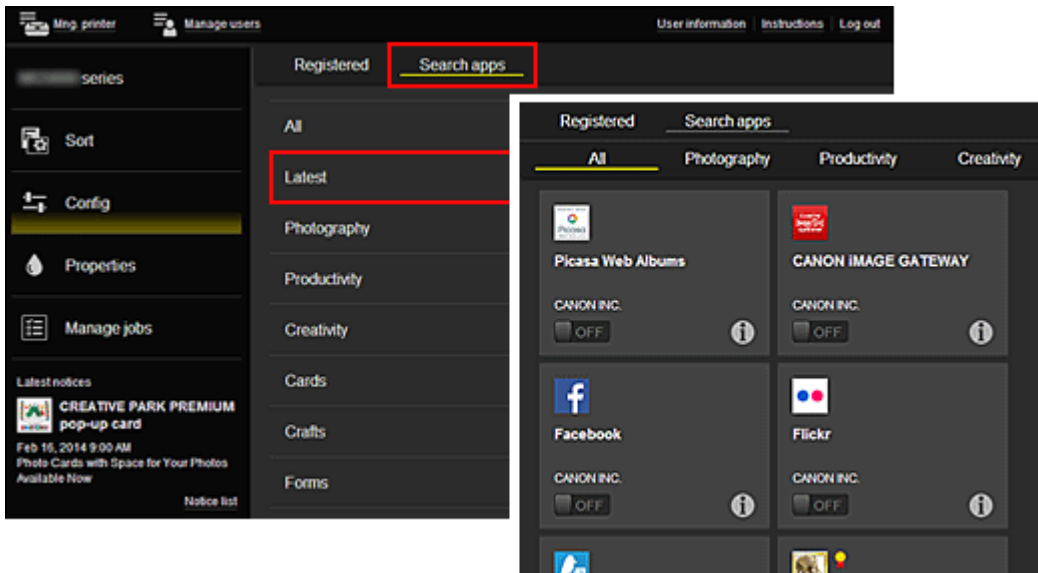 Mng. printer
Manage users
User information
Instructions
Log out
series
Sort
Config
Properties
Manage jobs
Latest notices
CREATIVE PARK PREMIUM
pop-up card
Feb 16, 2014 9:00 AM
Photo Cards with Space for Your Photos
Available Now
Notice list
Registered
Search apps
All
Latest
Photography
Productivity
Creativity
Cards
Crafts
Forms
Registered
Search apps
All
Photography
Productivity
Creativity
Picasa
Picasa Web Albums
CANON INC.
OFF
CANON iMAGE GATEWAY
CANON INC.
OFF
Facebook
CANON INC.
OFF
Flickr
CANON INC.
OFF